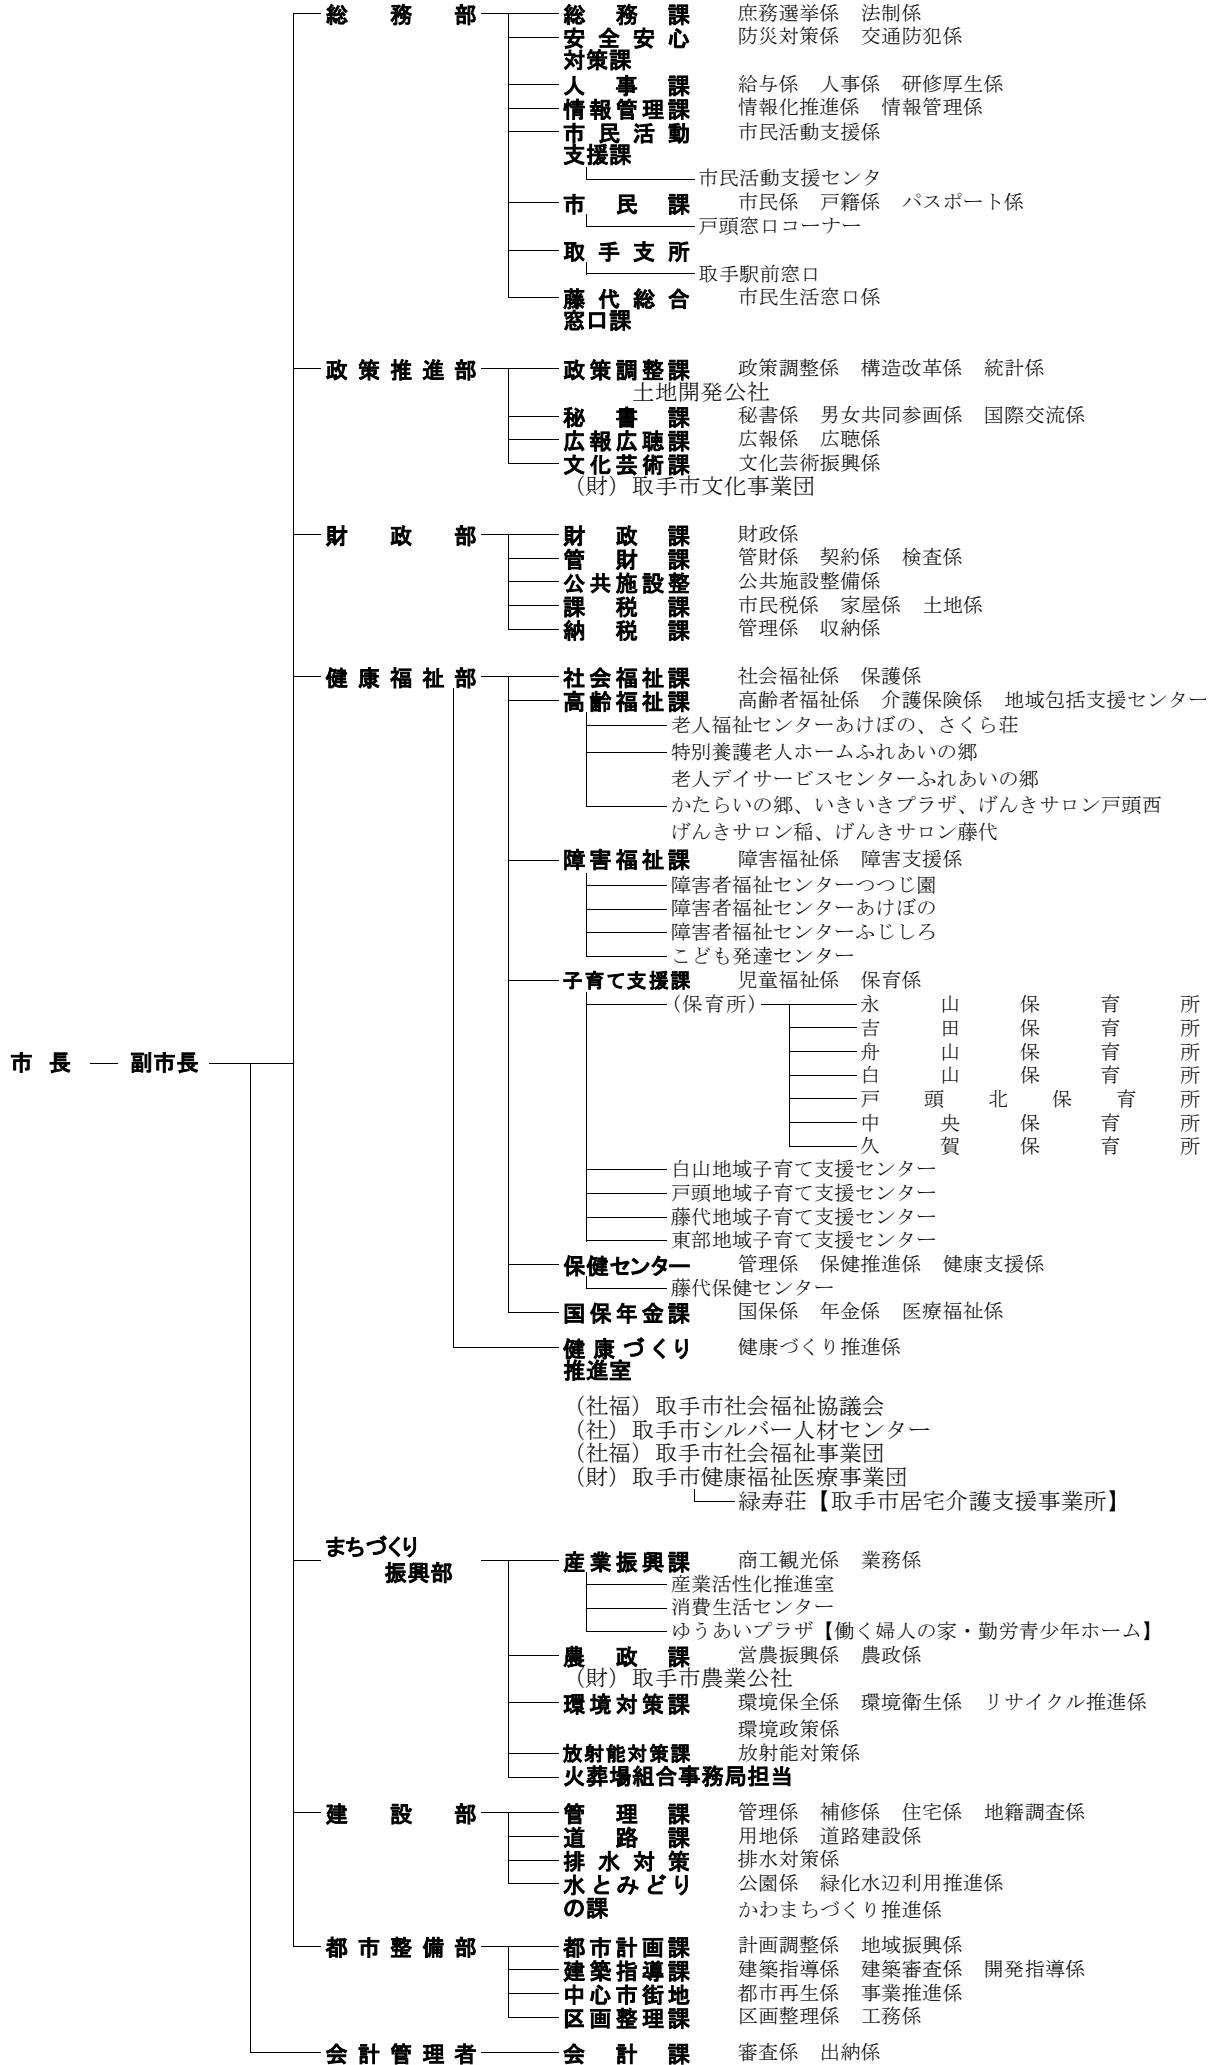 総務部 総務課 庶務選挙係 法制係
安全安心 防災対策係 交通防犯係
対策課
人事課 給与係 人事係 研修厚生係
情報管理課 情報化推進係 情報管理係
市民活動 市民活動支援係
支援課
市民活動支援センタ
市民課 市民係 戸籍係 パスポート係
戸頭窓口コーナー
取手支所
取手駅前窓口
藤代総合 市民生活窓口係
窓口課
政策推進部 政策調整課 政策調整係 構造改革係 統計係
土地開発公社
秘書課 秘書係 男女共同参画係 国際交流係
広報広聴課 広報係 広聴係
文化芸術課 文化芸術振興係
（財）取手市文化事業団
財政部 財政課 財政係
管財課 管財係 契約係 検査係
公共施設整 公共施設整備係
課税課 市民税係 家屋係 土地係
納税課 管理係 収納係
健康福祉部 社会福祉課 社会福祉係 保護係
高齢福祉課 高齢者福祉係 介護保険係 地域包括支援センター
老人福祉センターあけぼの、さくら荘
特別養護老人ホームふれあいの郷
老人デイサービスセンターふれあいの郷
かたらいの郷、いきいきプラザ、げんきサロン戸頭西
げんきサロン稲、げんきサロン藤代
障害福祉課 障害福祉係 障害支援係
障害者福祉センターつつじ園
障害者福祉センターあけぼの
障害者福祉センターふじしろ
こども発達センター
子育て支援課 児童福祉係 保育係
（保育所） 永山保育所
吉田保育所
舟山保育所
市長 副市長 白山保育所
戸頭北保育所
中央保育所
久賀保育所
白山地域子育て支援センター
戸頭地域子育て支援センター
藤代地域子育て支援センター
東部地域子育て支援センター
保健センター 管理係 保健推進係 健康支援係
藤代保健センター
国保年金課 国保係 年金係 医療福祉係
健康づくり 健康づくり推進係
推進室
（社福）取手市社会福祉協議会
（社）取手市シルバー人材センター
（社福）取手市社会福祉事業団
（財）取手市健康福祉医療事業団
緑寿荘【取手市居宅介護支援事業所】
まちづくり
振興部 産業振興課 商工観光係 業務係
産業活性化推進室
消費生活センター
ゆうあいプラザ【働く婦人の家・勤労青少年ホーム】
農政課 営農振興係 農政係
（財）取手市農業公社
環境対策課 環境保全係 環境衛生係 リサイクル推進係
環境政策係
放射能対策課 放射能対策係
火葬場組合事務局担当
建設部 管理課 管理係 補修係 住宅係 地籍調査係
道路課 用地係 道路建設係
排水対策 排水対策係
水とみどり 公園係 緑化水辺利用推進係
の課 かわまちづくり推進係
都市整備部 都市計画課 計画調整係 地域振興係
建築指導課 建築指導係 建築審査係 開発指導係
中心市街地 都市再生係 事業推進係
区画整理課 区画整理係 工務係
会計管理者 会計課 審査係 出納係